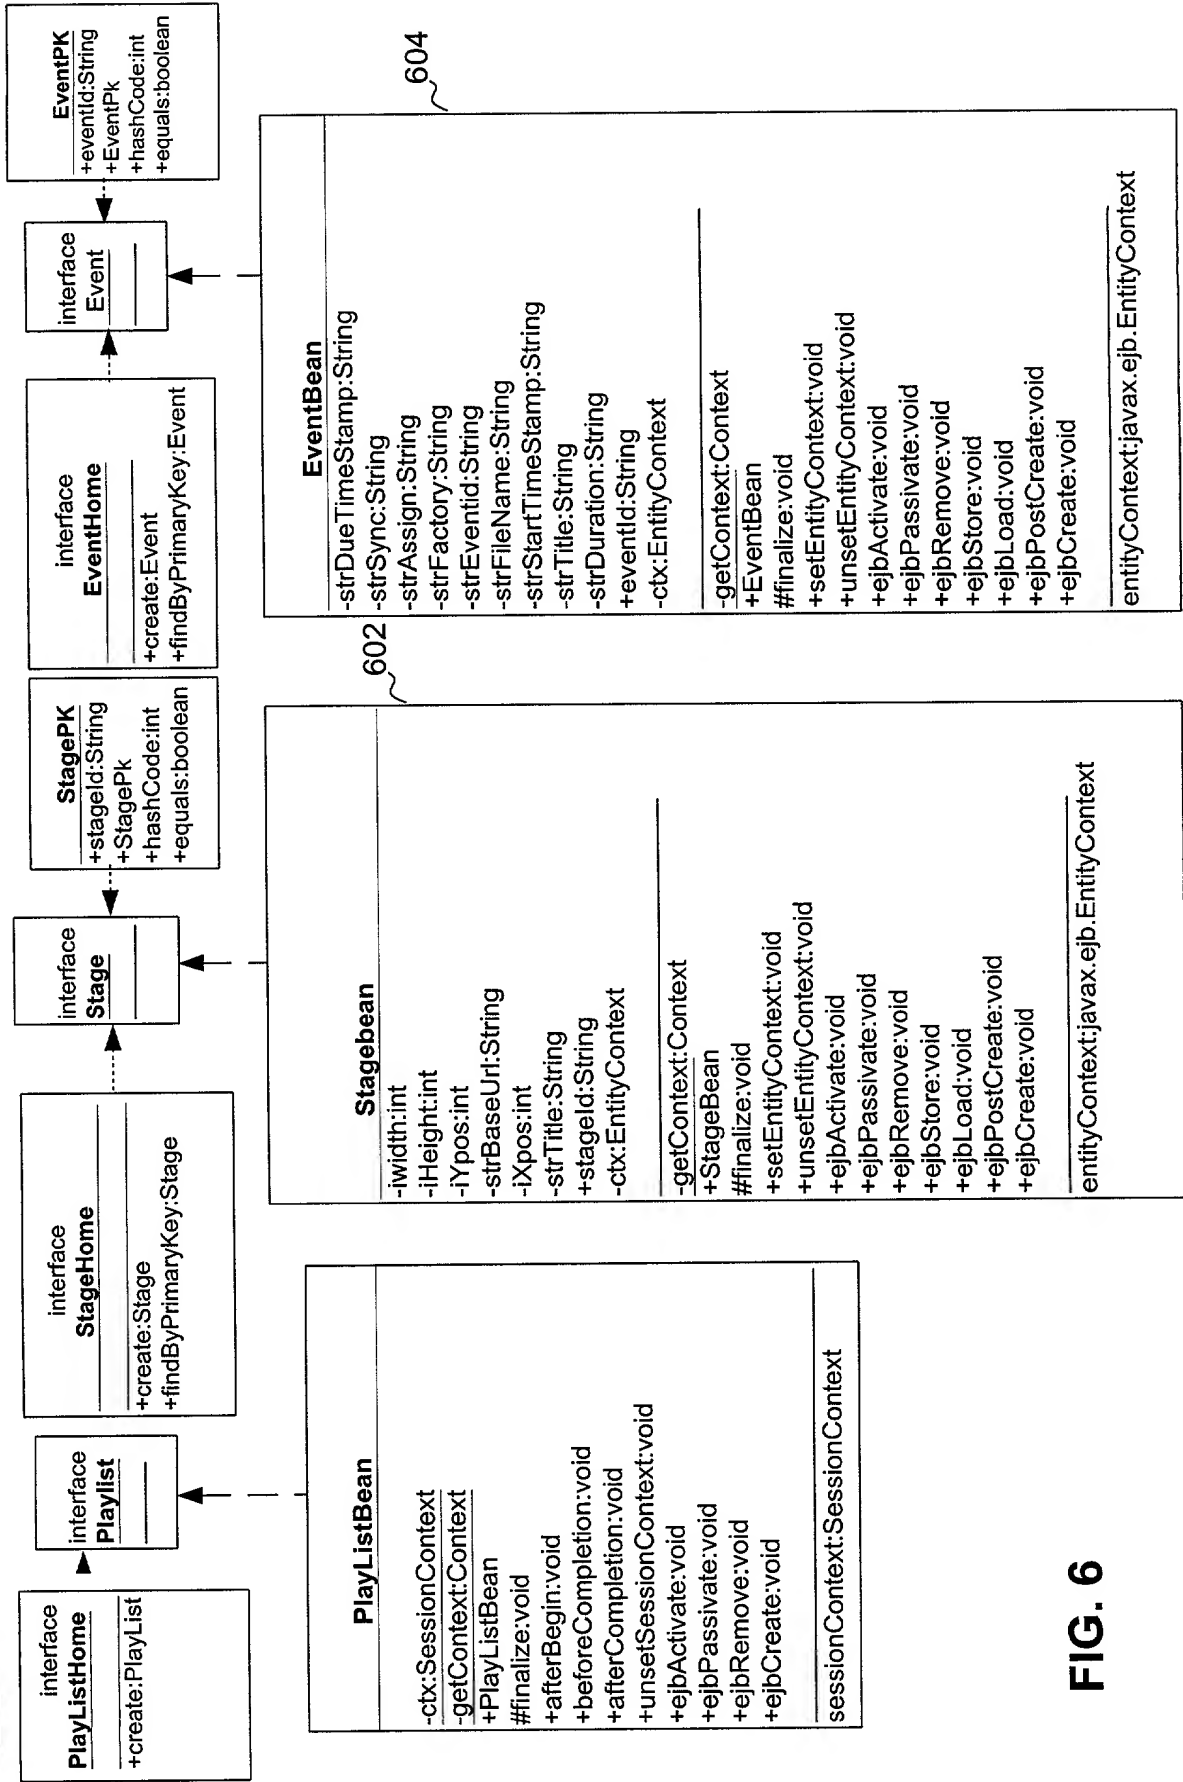 interface
PlayListHome
+create:PlayList
interface
Playlist
interface
StageHome
+create:Stage
+findByPrimaryKey:Stage
interface
Stage
StagePK
+stageId:String
+StagePk
+hashCode:int
+equals:boolean
interface
EventHome
+create:Event
+findByPrimaryKey:Event
interface
Event
EventPK
+eventId:String
+EventPk
+hashCode:int
+equals:boolean
PlayListBean
-ctx:SessionContext
-getContext:Context
+PlayListBean
#finalize:void
+afterBegin:void
+beforeCompletion:void
+afterCompletion:void
+unsetSessionContext:void
+ejbActivate:void
+ejbPassivate:void
+ejbRemove:void
+ejbCreate:void
sessionContext:SessionContext
602
Stagebean
-iwidth:int
-iHeight:int
-iYpos:int
-strBaseUrl:String
-iXpos:int
-strTitle:String
+stageId:String
-ctx:EntityContext
-getContext:Context
+StageBean
#finalize:void
+setEntityContext:void
+unsetEntityContext:void
+ejbActivate:void
+ejbPassivate:void
+ejbRemove:void
+ejbStore:void
+ejbLoad:void
+ejbPostCreate:void
+ejbCreate:void
entityContext:javax.ejb.EntityContext
604
EventBean
-strDueTimeStamp:String
-strSync:String
-strAssign:String
-strFactory:String
-strEventid:String
-strFileName:String
-strStartTimeStamp:String
-strTitle:String
-strDuration:String
+eventId:String
-ctx:EntityContext
-getContext:Context
+EventBean
#finalize:void
+setEntityContext:void
+unsetEntityContext:void
+ejbActivate:void
+ejbPassivate:void
+ejbRemove:void
+ejbStore:void
+ejbLoad:void
+ejbPostCreate:void
+ejbCreate:void
entityContext:javax.ejb.EntityContext
FIG. 6